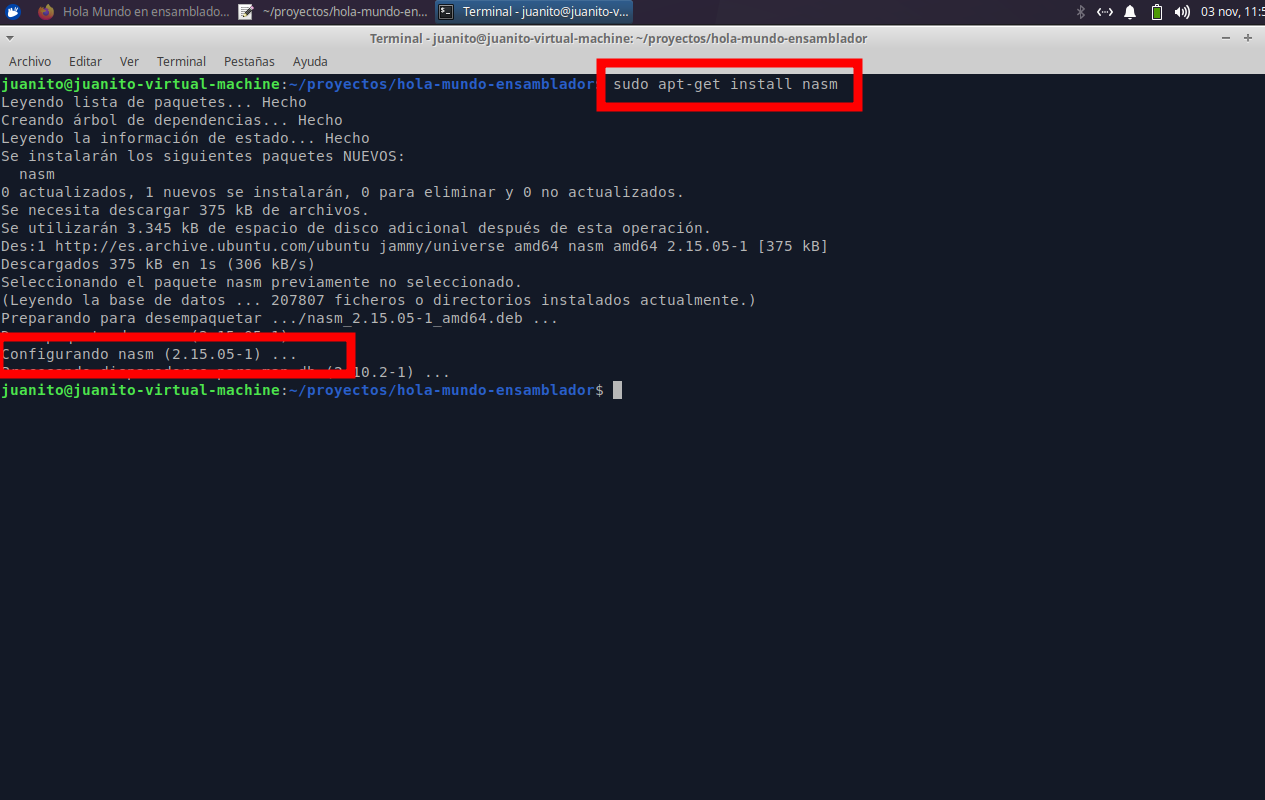 Hola Mundo en ensamblado... ~/proyectos/hola-mundo-en... Terminal - juanito@juanito-v... 03 nov, 11:5
Terminal - juanito@juanito-virtual-machine: ~/proyectos/hola-mundo-ensamblador
Archivo Editar Ver Terminal Pestañas Ayuda
juanito@juanito-virtual-machine:~/proyectos/hola-mundo-ensamblador sudo apt-get install nasm
Leyendo lista de paquetes... Hecho
Creando árbol de dependencias... Hecho
Leyendo la información de estado... Hecho
Se instalarán los siguientes paquetes NUEVOS:
nasm
0 actualizados, 1 nuevos se instalarán, 0 para eliminar y 0 no actualizados.
Se necesita descargar 375 kB de archivos.
Se utilizarán 3.345 kB de espacio de disco adicional después de esta operación.
Des:1 http://es.archive.ubuntu.com/ubuntu jammy/universe amd64 nasm amd64 2.15.05-1 [375 kB]
Descargados 375 kB en 1s (306 kB/s)
Seleccionando el paquete nasm previamente no seleccionado.
(Leyendo la base de datos ... 207807 ficheros o directorios instalados actualmente.)
Preparando para desempaquetar .../nasm_2.15.05-1_amd64.deb ...
Configurando nasm (2.15.05-1) ...
10.2-1) ...
juanito@juanito-virtual-machine:~/proyectos/hola-mundo-ensamblador$